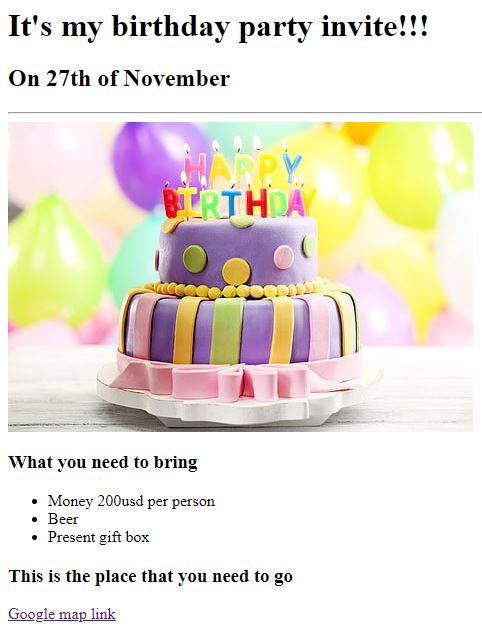 It's my birthday party invite!!!
On 27th of November
HAPPY
BIRTHDAY
What you need to bring
Money 200usd per person
Beer
Present gift box
This is the place that you need to go
Google map link